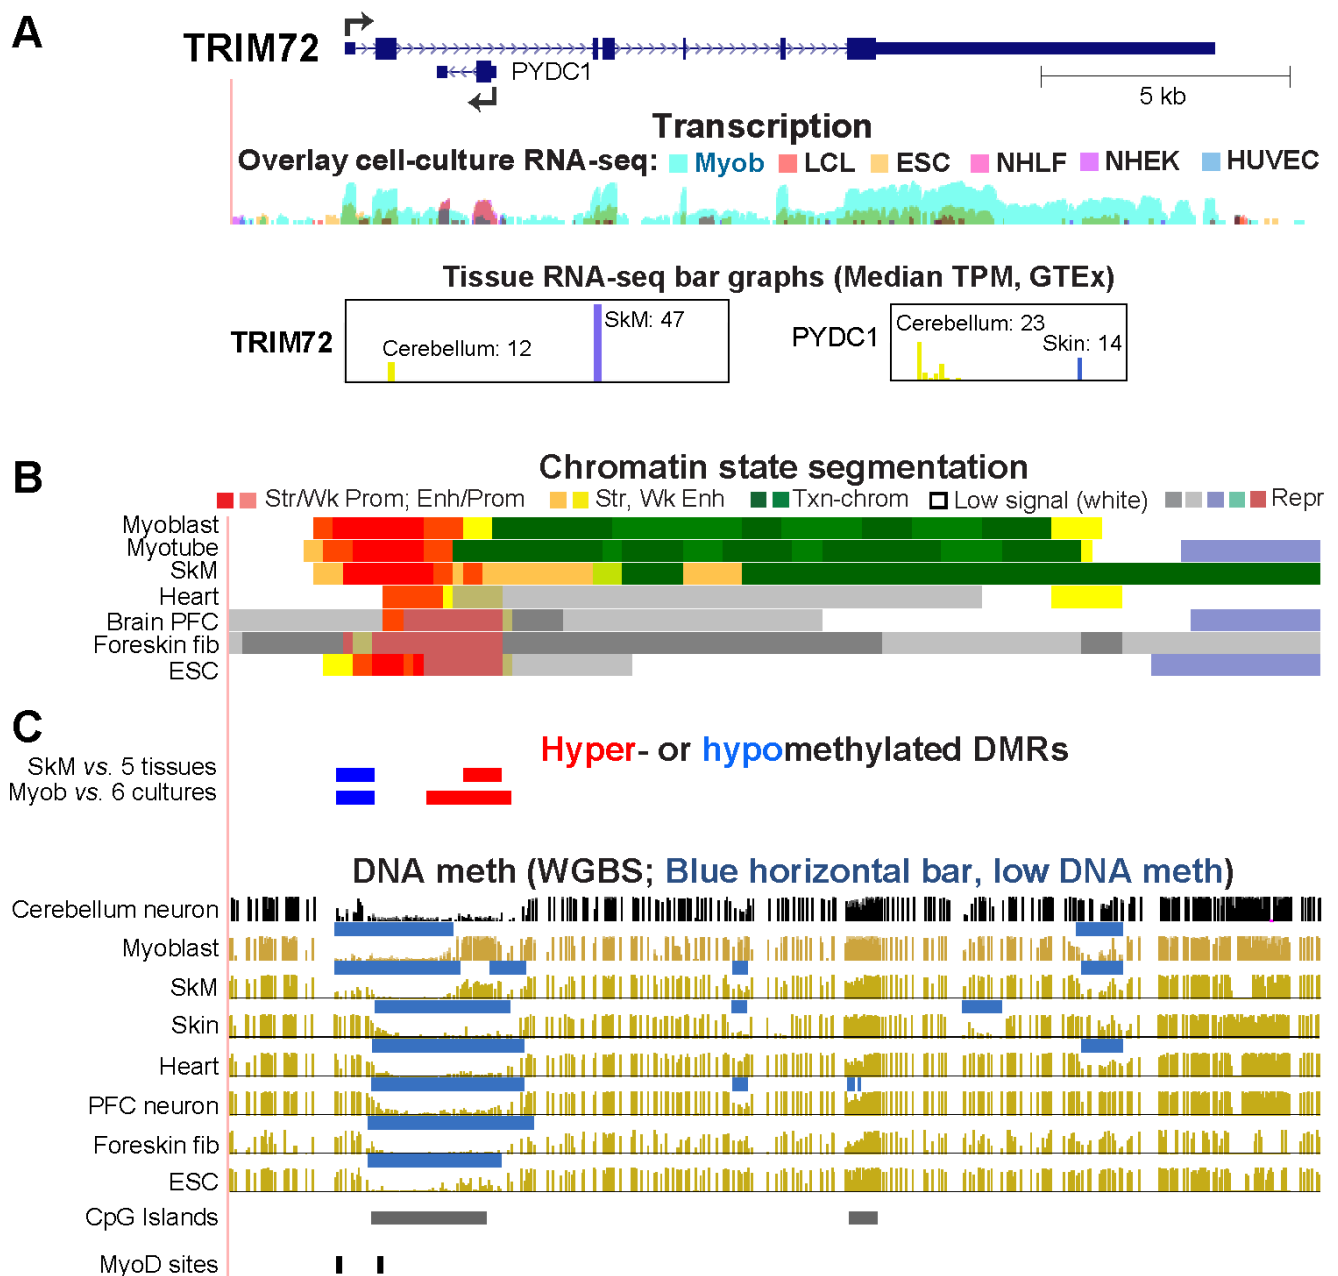 A
TRIM72
PYDC1
5 kb
Transcription
Overlay cell-culture RNA-seq: Myob LCL ESC NHLF NHEK HUVEC
Tissue RNA-seq bar graphs (Median TPM, GTEx)
TRIM72
Cerebellum: 12
SkM: 47
PYDC1
Cerebellum: 23
Skin: 14
B
Chromatin state segmentation
Str/Wk Prom; Enh/Prom Str, Wk Enh Txn-chrom Low signal (white) Repr
Myoblast
Myotube
SkM
Heart
Brain PFC
Foreskin fib
ESC
C
Hyper- or hypomethylated DMRs
SkM vs. 5 tissues
Myob vs. 6 cultures
DNA meth (WGBS; Blue horizontal bar, low DNA meth)
Cerebellum neuron
Myoblast
SkM
Skin
Heart
PFC neuron
Foreskin fib
ESC
CpG Islands
MyoD sites